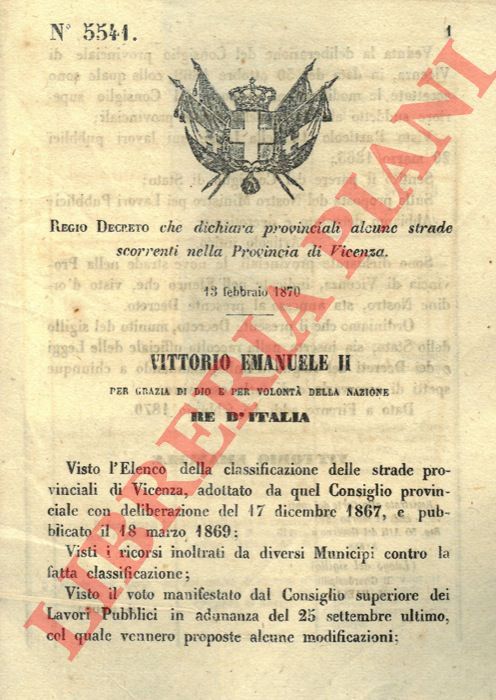 N° 5541.
1
REGIO DECRETO che dichiara provinciali alcune strade
scorrenti nella Provincia di Vicenza.
13 febbraio 1870
VITTORIO EMANUELE II
PER GRAZIA DI DIO E PER VOLONTÀ DELLA NAZIONE
RE D'ITALIA
Visto l'Elenco della classificazione delle strade pro-
vinciali di Vicenza, adottato da quel Consiglio provin-
ciale con deliberazione del 17 dicembre 1867, e pub-
blicato il 18 marzo 1869;
Visti i ricorsi inoltrati da diversi Municipi contro la
fatta classificazione;
Visto il voto manifestato dal Consiglio superiore dei
Lavori Pubblici in adunanza del 25 settembre ultimo,
col quale vennero proposte alcune modificazioni;
LIBRERIA PIANI